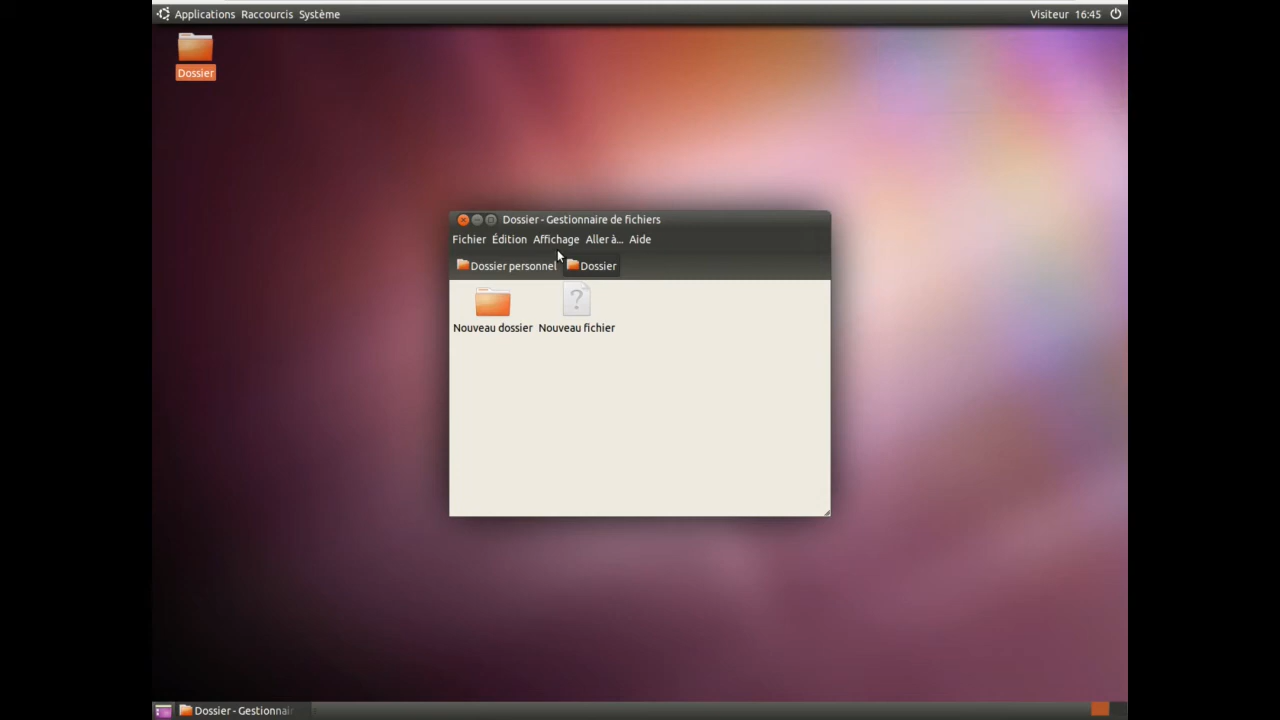 Applications Raccourcis Système
Visiteur 16:45
Dossier
Dossier - Gestionnaire de fichiers
Fichier Édition Affichage Aller à... Aide
Dossier personnel Dossier
?
Nouveau dossier Nouveau fichier
Dossier - Gestionnair